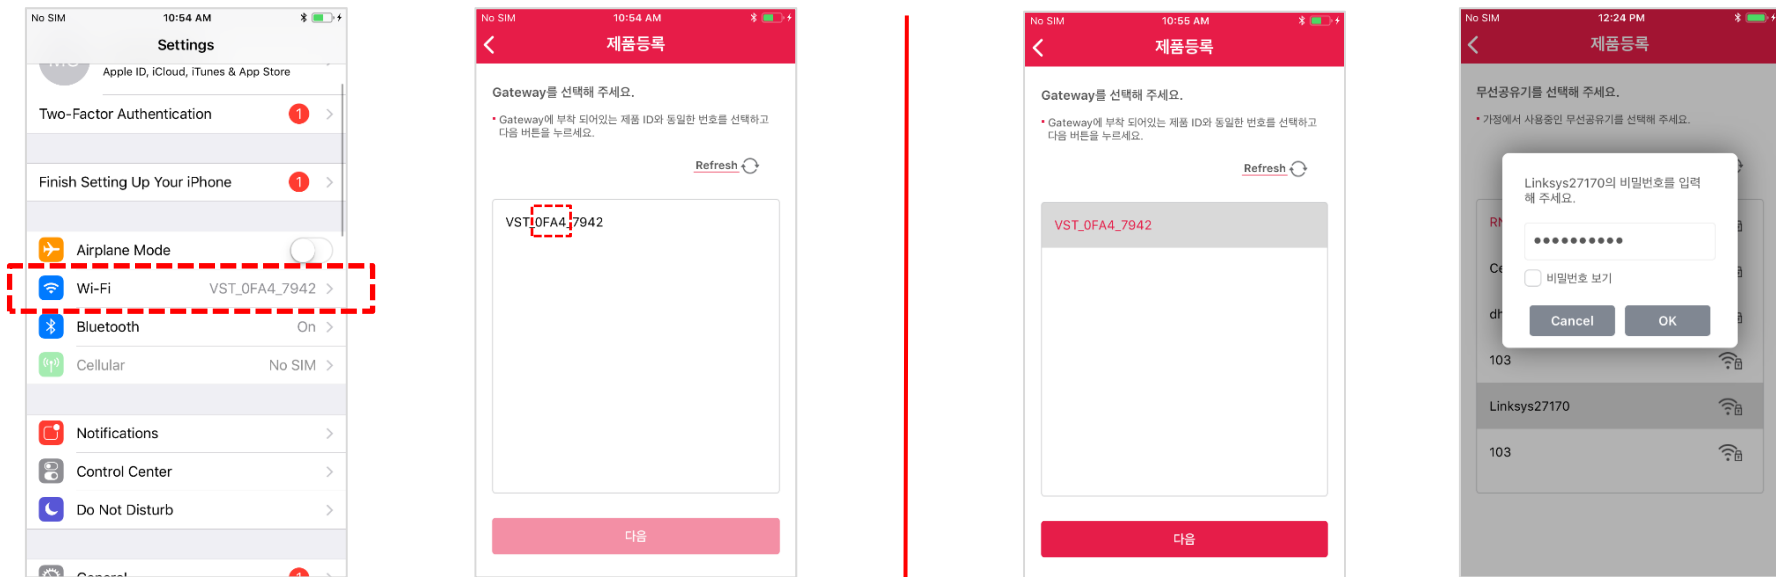 No SIM 10:54 AM
Settings
Apple ID, iCloud, iTunes & App Store
Two-Factor Authentication 1
Finish Setting Up Your iPhone 1
Airplane Mode
Wi-Fi VST_0FA4_7942
Bluetooth On
Cellular No SIM
Notifications
Control Center
Do Not Disturb
General
No SIM 10:54 AM
제품등록
Gateway를 선택해 주세요.
• Gateway에 부착 되어있는 제품 ID와 동일한 번호를 선택하고
다음 버튼을 누르세요.
Refresh
VST_0FA4_7942
다음
No SIM 10:55 AM
제품등록
Gateway를 선택해 주세요.
• Gateway에 부착 되어있는 제품 ID와 동일한 번호를 선택하고
다음 버튼을 누르세요.
Refresh
VST_0FA4_7942
다음
No SIM 12:24 PM
제품등록
무선공유기를 선택해 주세요.
• 가정에서 사용중인 무선공유기를 선택해 주세요.
Linksys27170의 비밀번호를 입력
해 주세요.
비밀번호 보기
Cancel OK
103
Linksys27170
103